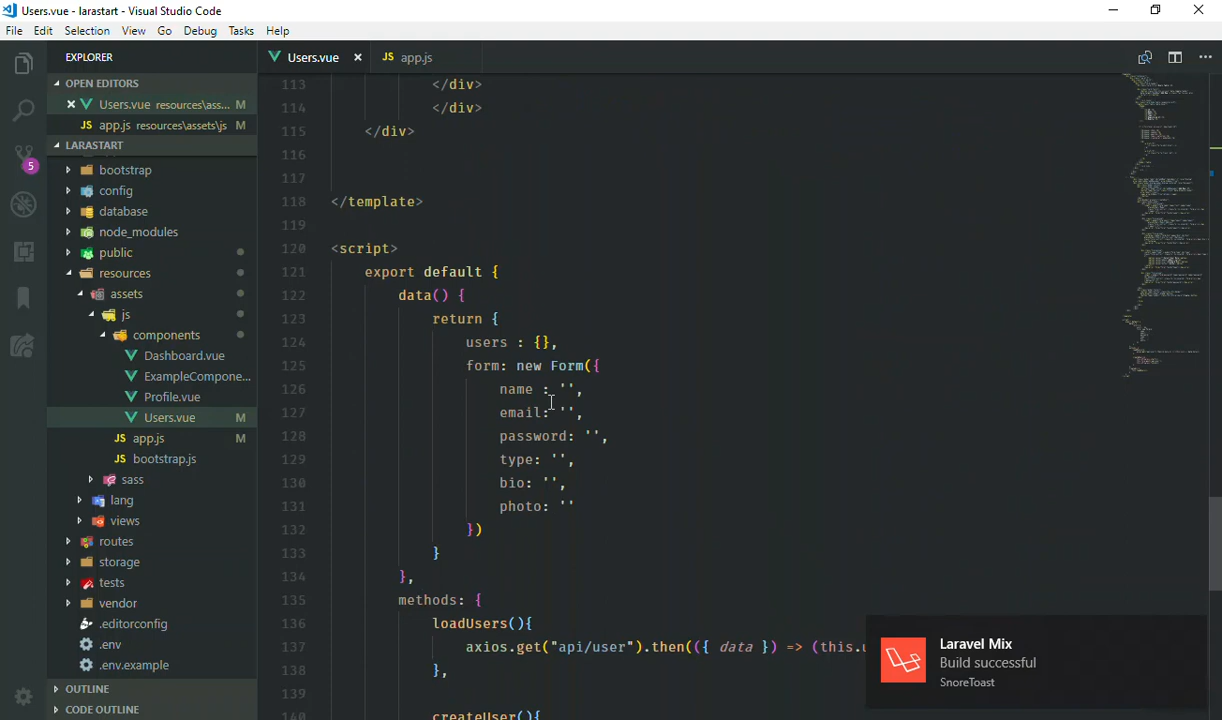 Users.vue - larastart - Visual Studio Code
File Edit Selection View Go Debug Tasks Help
EXPLORER
OPEN EDITORS
Users.vue resources\ass... M
JS app.js resources\assets\js M
LARASTART
bootstrap
config
database
node_modules
public
resources
assets
js
components
Dashboard.vue
ExampleCompone...
Profile.vue
Users.vue M
JS app.js M
JS bootstrap.js
sass
lang
views
routes
storage
tests
vendor
.editorconfig
.env
.env.example
OUTLINE
CODE OUTLINE
5
Users.vue JS app.js
113 </div>
114 </div>
115 </div>
116
117
118 </template>
119
120 <script>
121 export default {
122 data() {
123 return {
124 users : {},
125 form: new Form({
126 name : '',
127 email: '',
128 password: '',
129 type: '',
130 bio: '',
131 photo: ''
132 })
133 }
134 },
135 methods: {
136 loadUsers(){
137 axios.get("api/user").then(({ data }) => (this.u
138 },
139
140 createUser(){
Laravel Mix
Build successful
SnoreToast